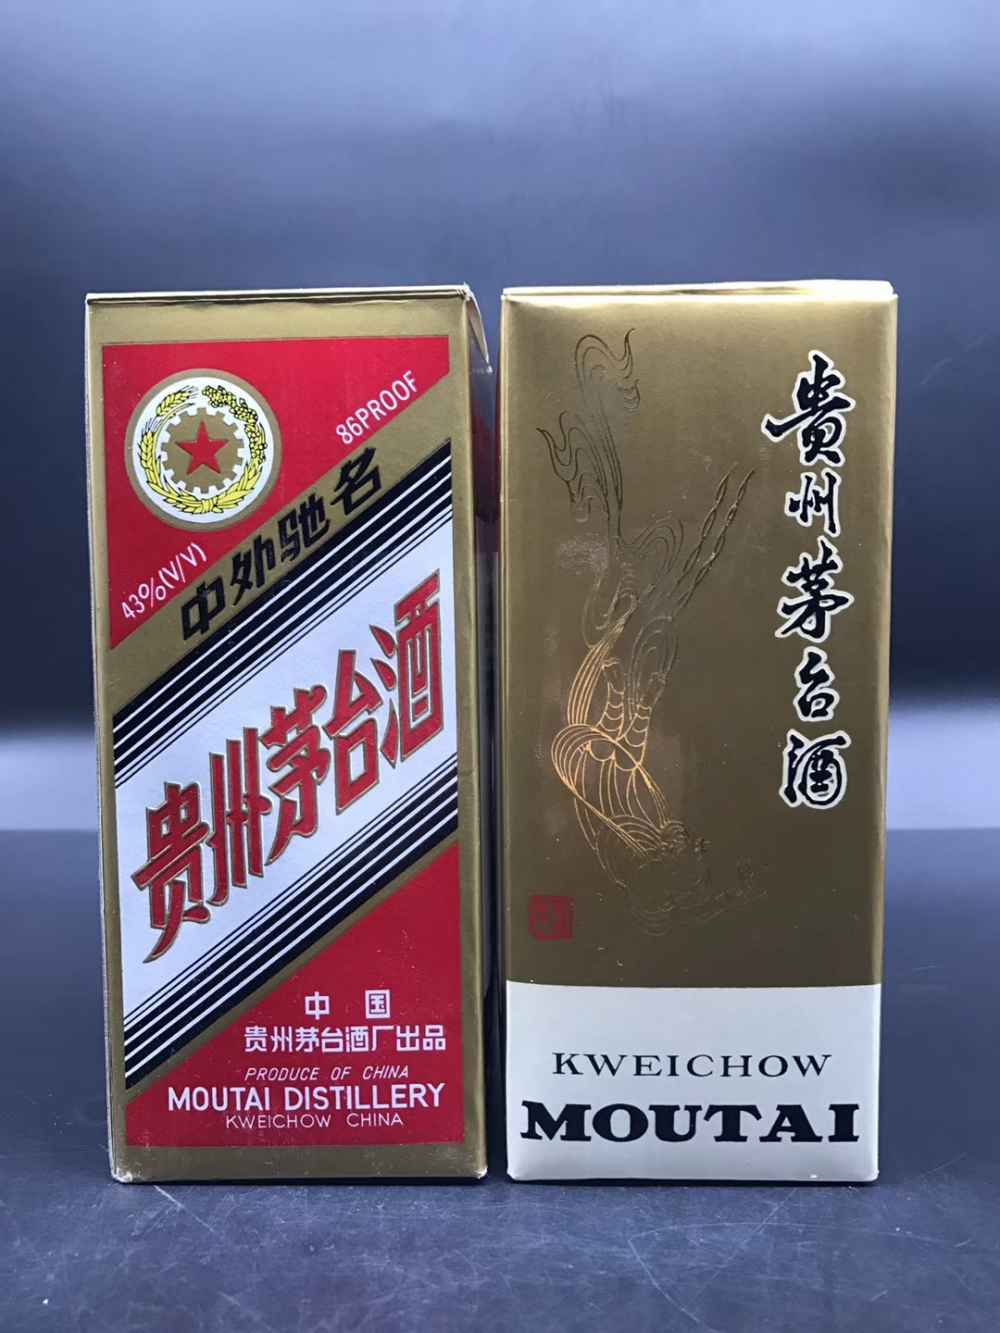 86PROOF
43%(V/V)
中外驰名
贵州茅台酒
中国
贵州茅台酒厂出品
PRODUCE OF CHINA
MOUTAI DISTILLERY
KWEICHOW CHINA
貴州茅台酒
KWEICHOW
MOUTAI